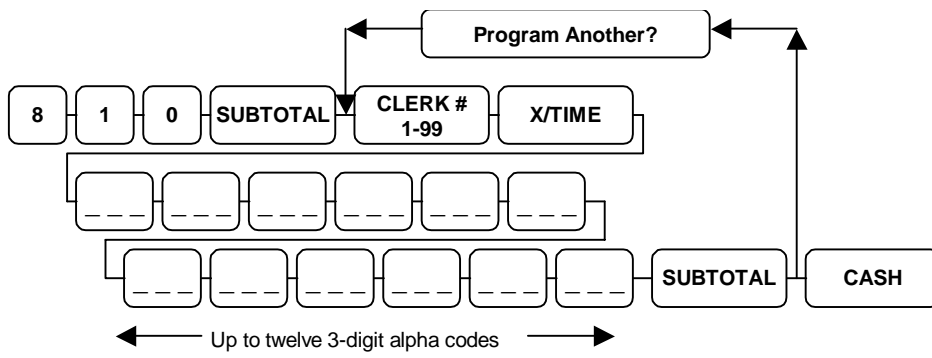 Program Another?
8 1 0 SUBTOTAL CLERK # 1-99 X/TIME
_ _ _ _ _ _ _ _ _ _ _ _ _ _ _ _ _ _
_ _ _ _ _ _ _ _ _ _ _ _ _ _ _ _ _ _ SUBTOTAL CASH
Up to twelve 3-digit alpha codes